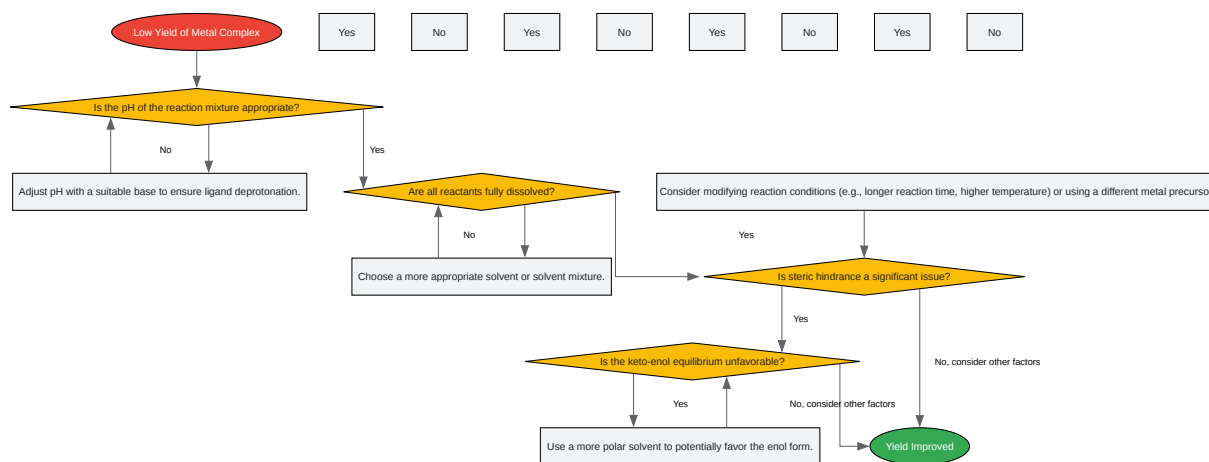 Low Yield of Metal Complex
Yes
No
Yes
No
Yes
No
Yes
No
Is the pH of the reaction mixture appropriate?
No
Yes
Adjust pH with a suitable base to ensure ligand deprotonation.
Are all reactants fully dissolved?
Consider modifying reaction conditions (e.g., longer reaction time, higher temperature) or using a different metal
No
Yes
Choose a more appropriate solvent or solvent mixture.
Is steric hindrance a significant issue?
Yes
Is the keto-enol equilibrium unfavorable?
No, consider other factors
Yes
No, consider other factors
Use a more polar solvent to potentially favor the enol form.
Yield Improved